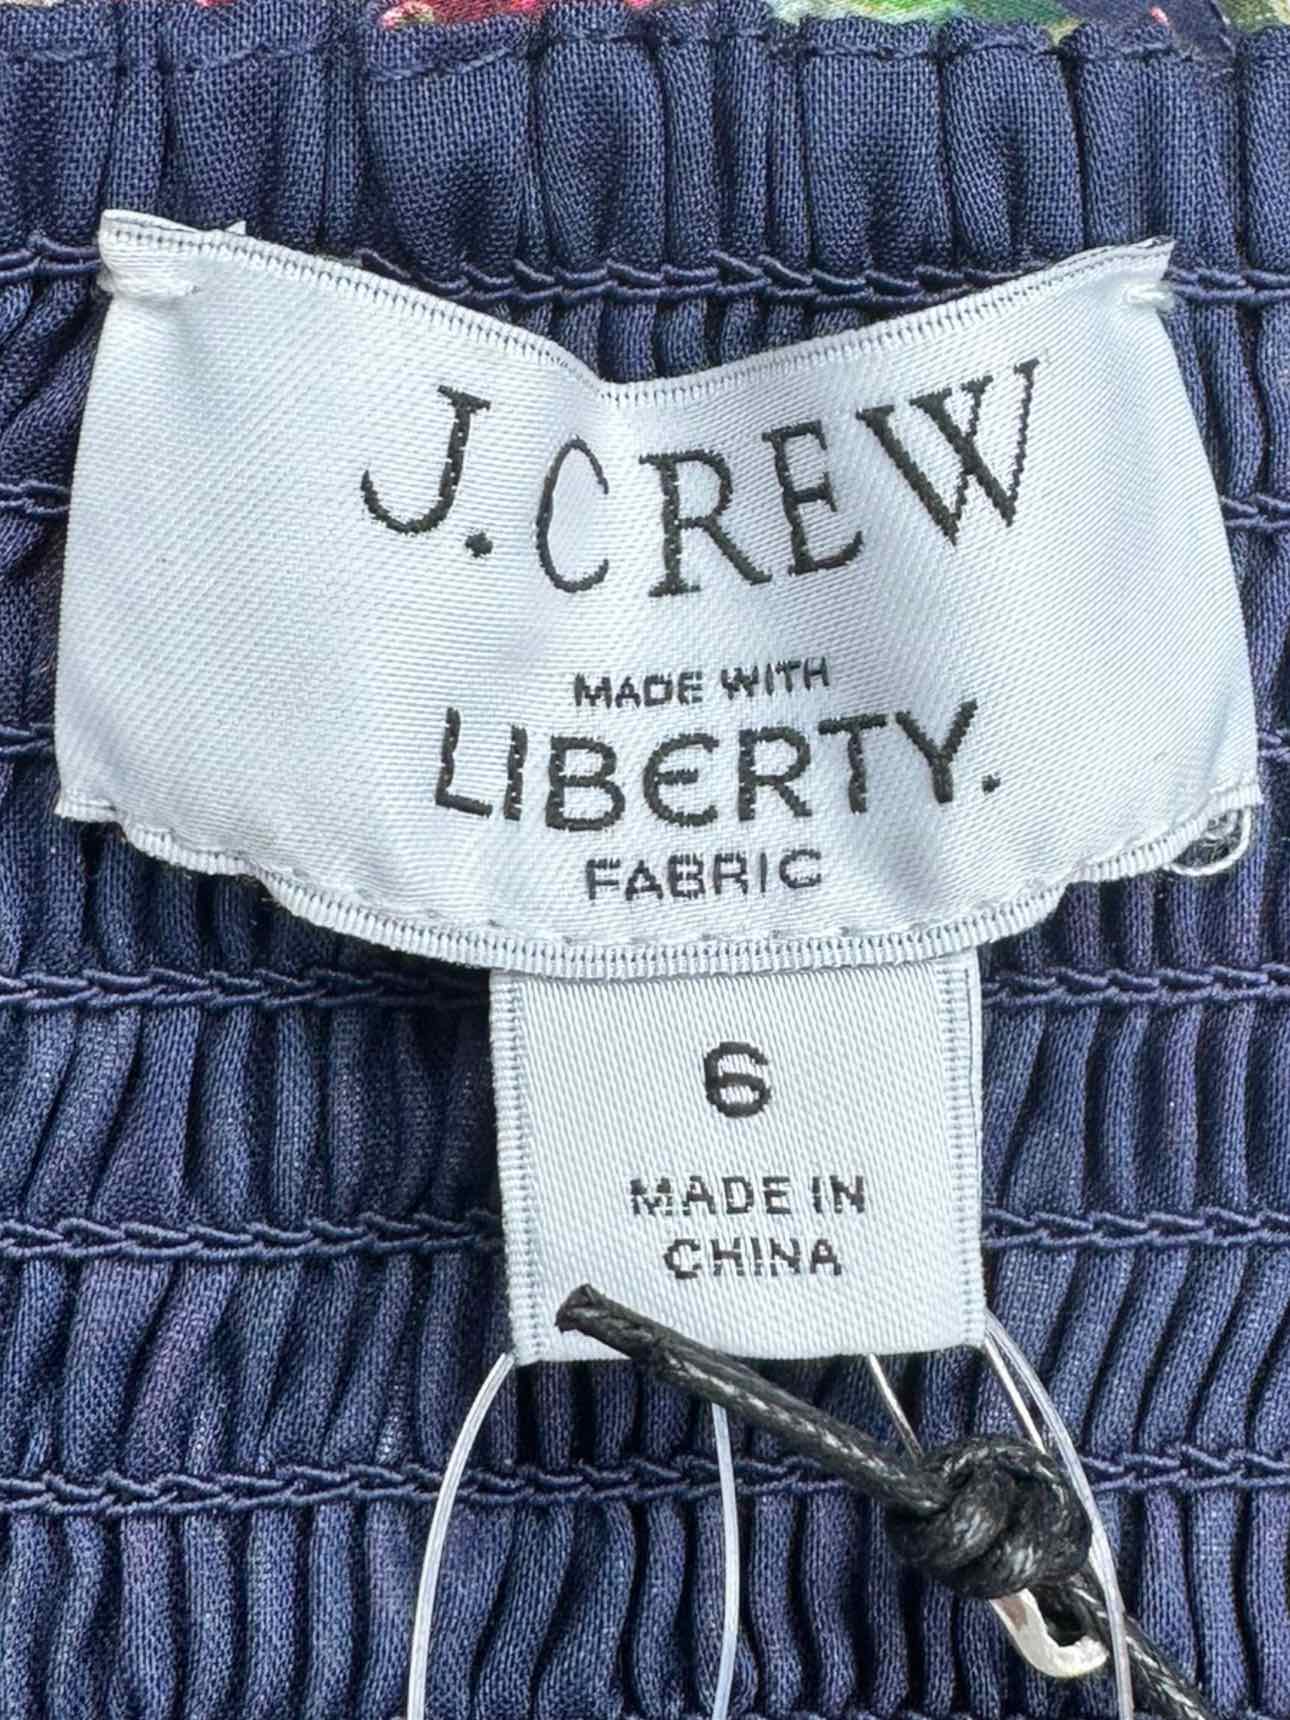 J.CREW
MADE WITH
LIBERTY.
FABRIC
6
MADE IN
CHINA